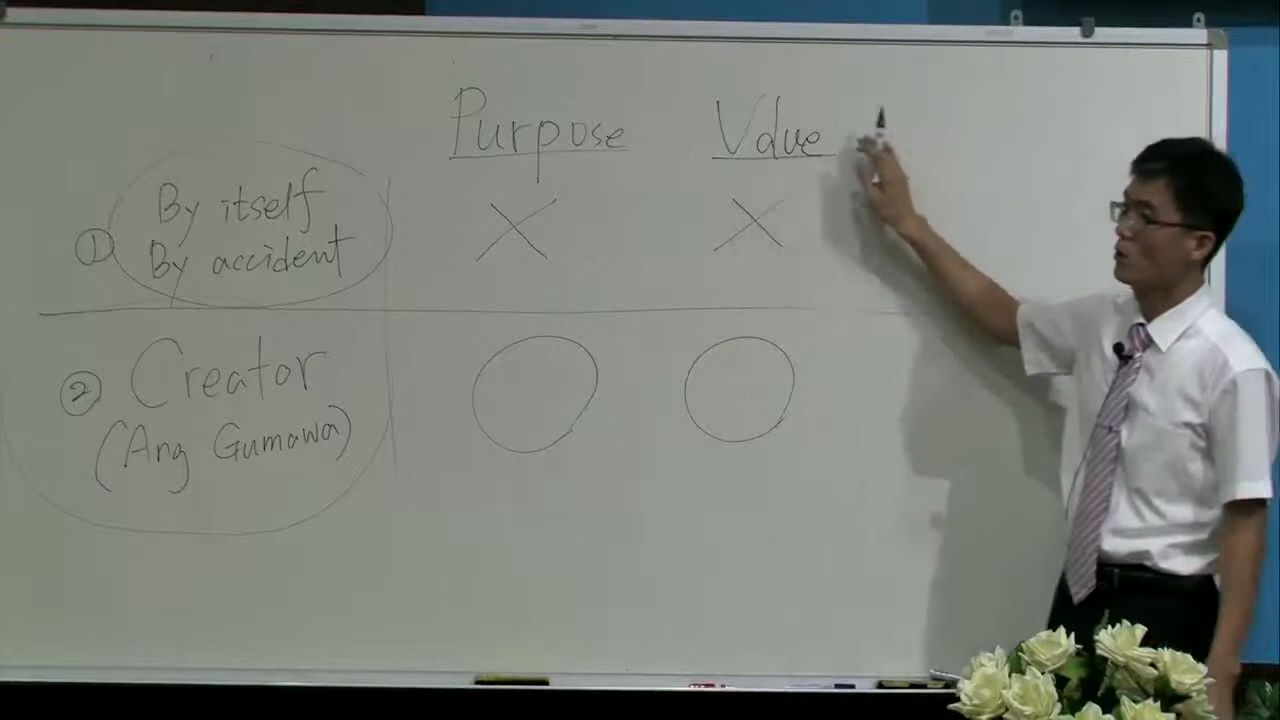 Purpose Value
① By itself
By accident
② Creator
(Ang Gumawa)